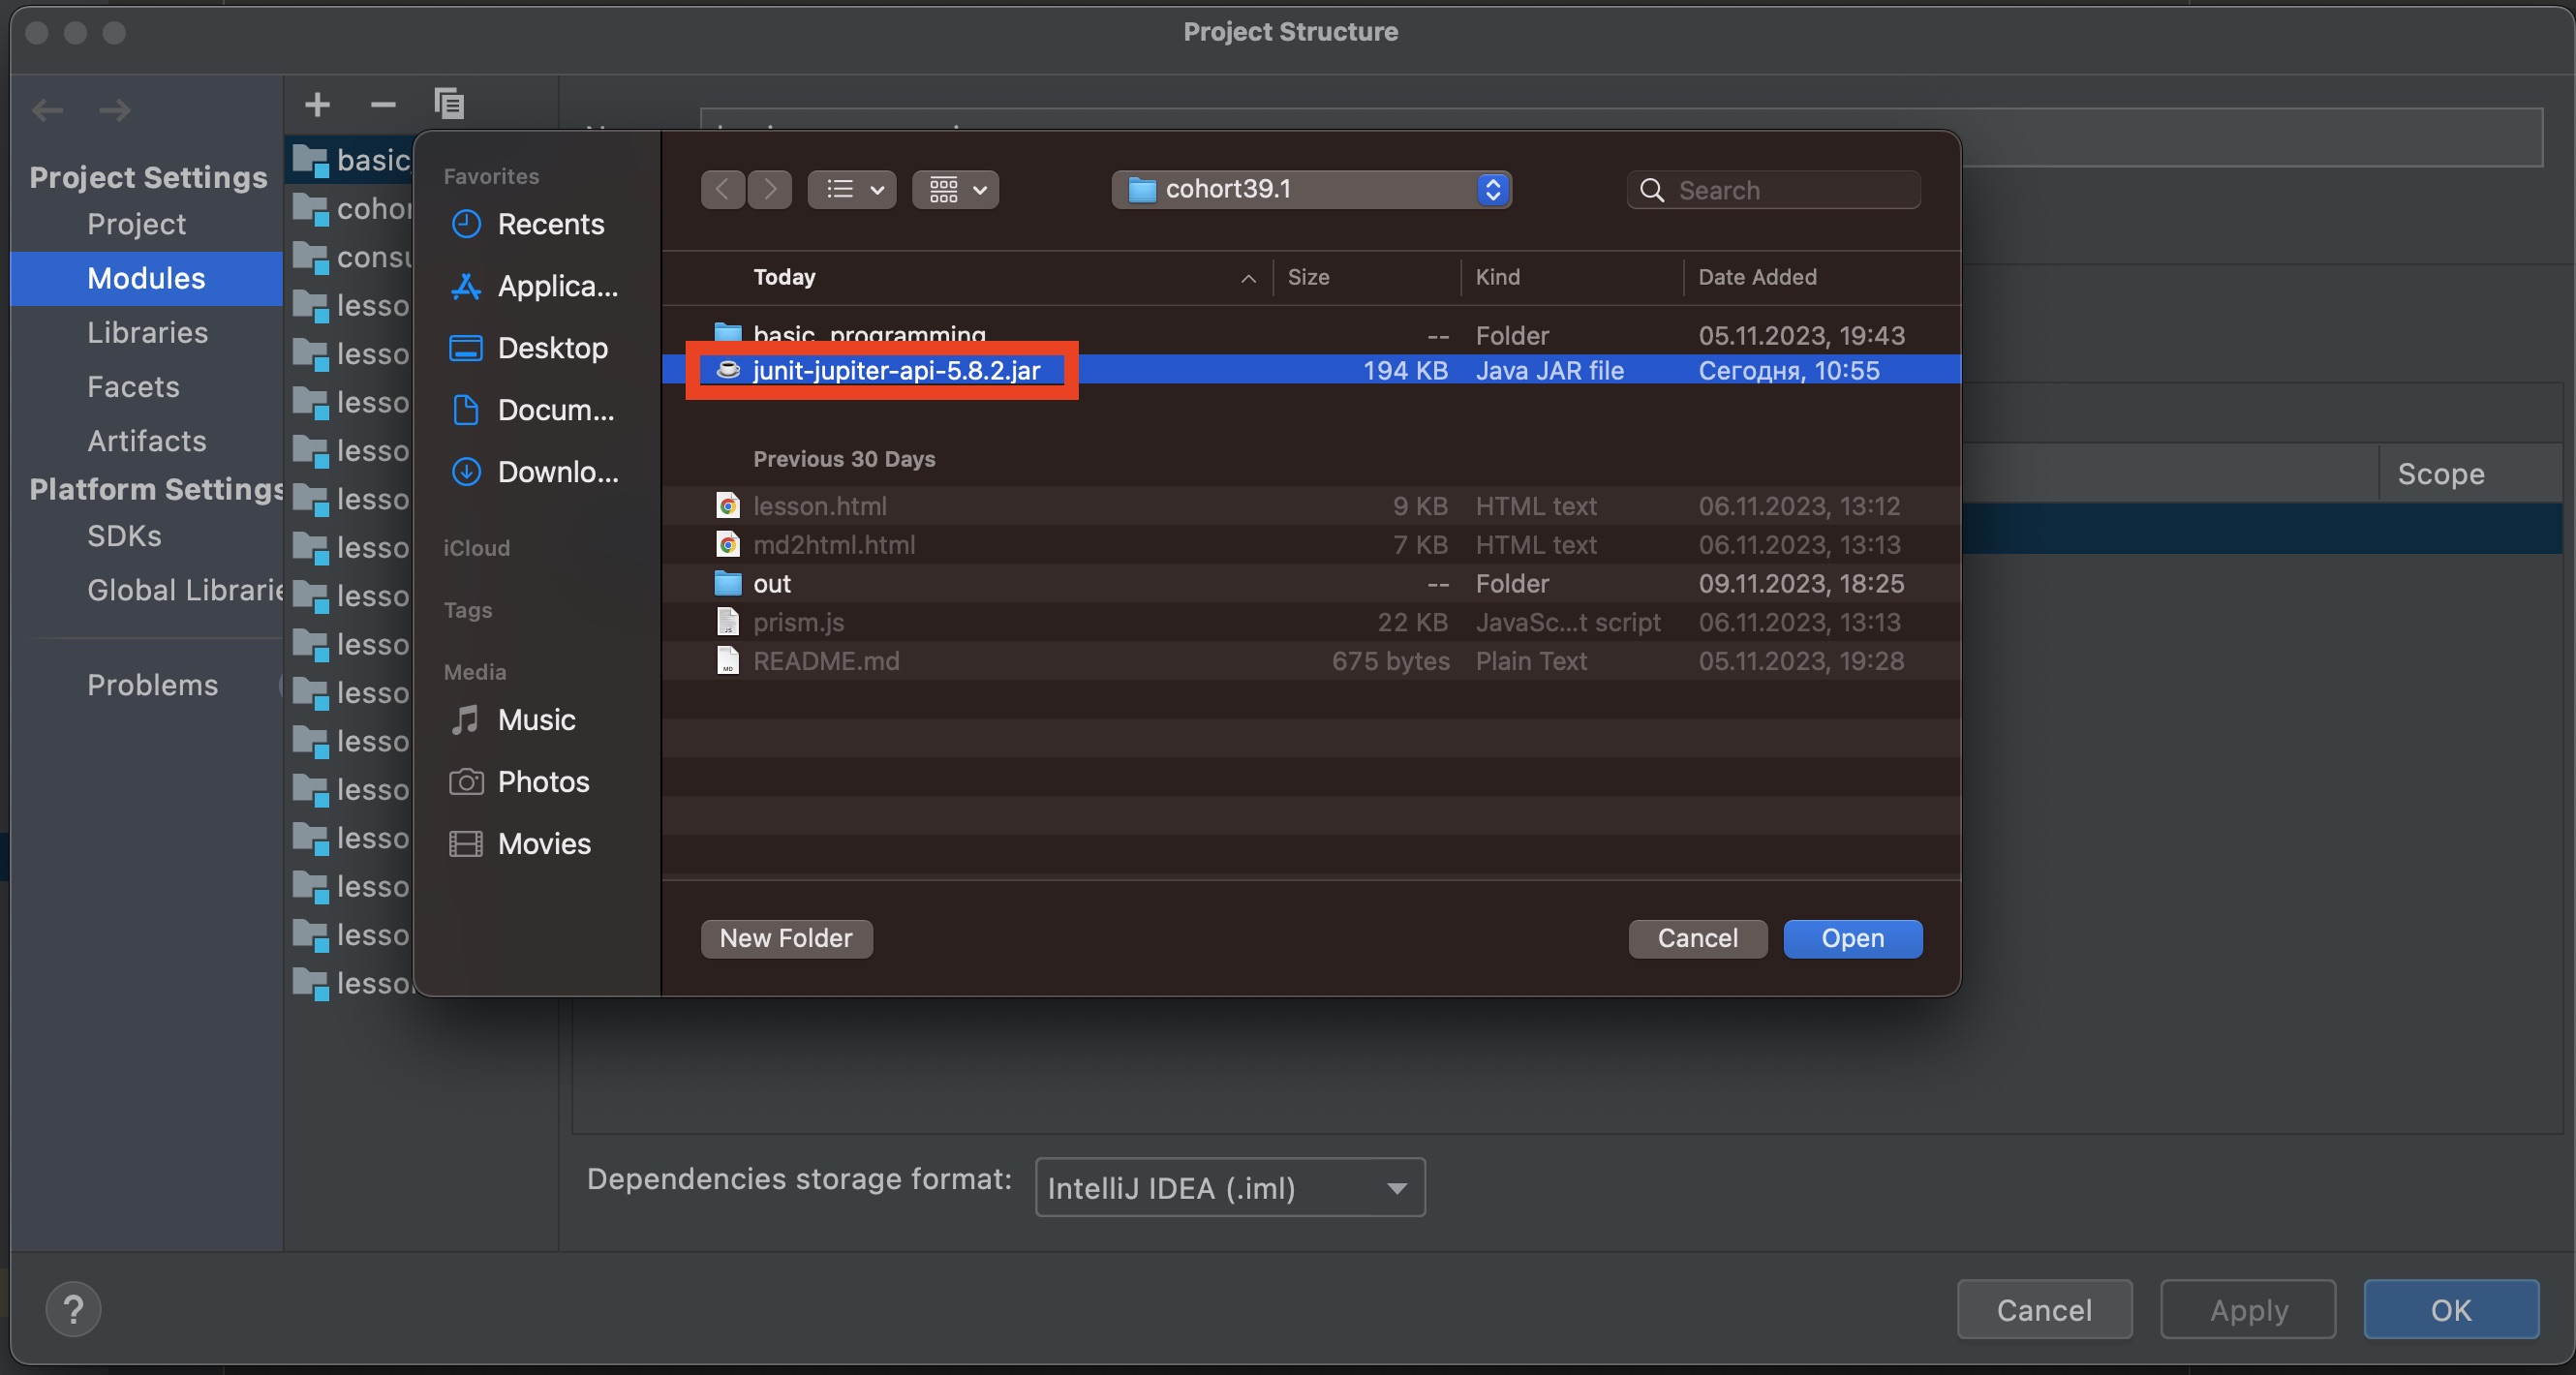 Project Structure
Project Settings
Project
Modules
Libraries
Facets
Artifacts
Platform Settings
SDKs
Global Librarie
Problems
basic_
cohor
consu
lesso
lesso
lesso
lesso
lesso
lesso
lesso
lesso
lesso
lesso
lesso
lesso
lesso
lesso
lesson
Favorites
Recents
Applica...
Desktop
Docum...
Downlo...
iCloud
Tags
Media
Music
Photos
Movies
cohort39.1
Search
Today Size Kind Date Added
basic_programming -- Folder 05.11.2023, 19:43
junit-jupiter-api-5.8.2.jar 194 KB Java JAR file Сегодня, 10:55
Previous 30 Days
lesson.html 9 KB HTML text 06.11.2023, 13:12
md2html.html 7 KB HTML text 06.11.2023, 13:13
out -- Folder 09.11.2023, 18:25
prism.js 22 KB JavaSc...t script 06.11.2023, 13:13
README.md 675 bytes Plain Text 05.11.2023, 19:28
New Folder Cancel Open
Scope
Dependencies storage format: IntelliJ IDEA (.iml)
? Cancel Apply OK